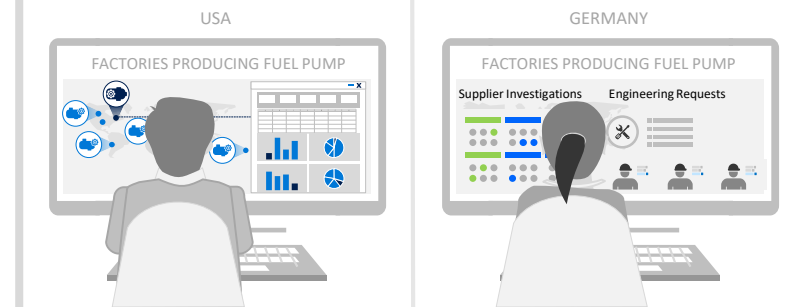 USA
FACTORIES PRODUCING FUEL PUMP
x
GERMANY
FACTORIES PRODUCING FUEL PUMP
Supplier Investigations
Engineering Requests